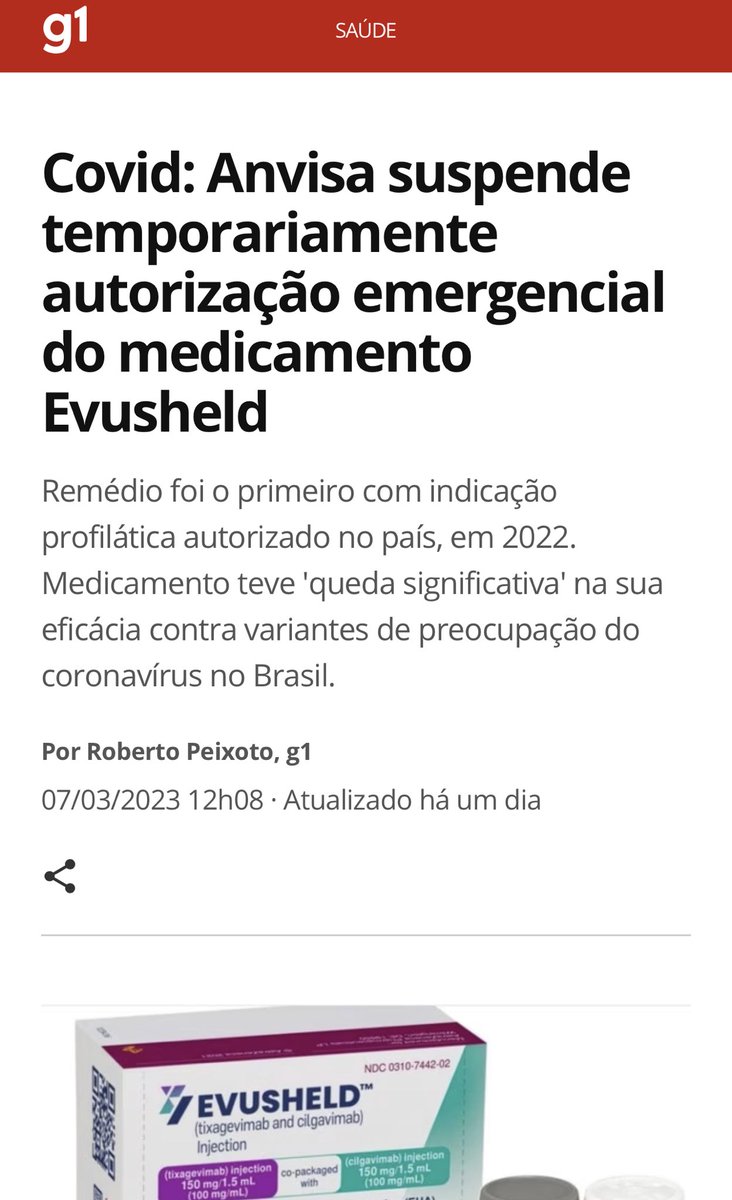 g1
SAÚDE
Covid: Anvisa suspende
temporariamente
autorização emergencial
do medicamento
Evusheld
Remédio foi o primeiro com indicação
profilática autorizado no país, em 2022.
Medicamento teve 'queda significativa' na sua
eficácia contra variantes de preocupação do
coronavírus no Brasil.
Por Roberto Peixoto, g1
07/03/2023 12h08 · Atualizado há um dia
NDC 0310-7442-02
EVUSHELD™
(tixagevimab and cilgavimab)
Injection
(tixagevimab) injection
150 mg/1.5 mL
(100 mg/mL)
co-packaged
with
(cilgavimab) injection
150 mg/1.5 mL
(100 mg/mL)